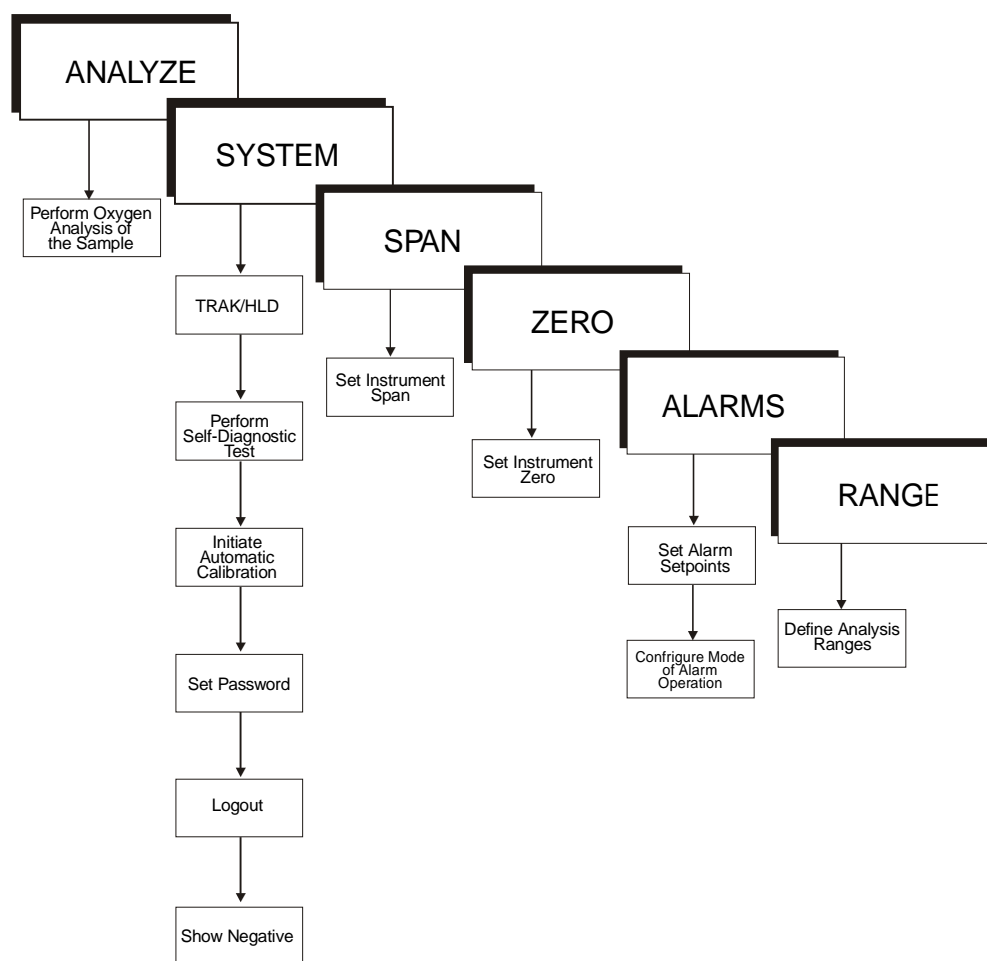 ANALYZE
SYSTEM
Perform Oxygen
Analysis of
the Sample
SPAN
TRAK/HLD
ZERO
Set Instrument
Span
ALARMS
Perform
Self-Diagnostic
Test
Set Instrument
Zero
RANGE
Initiate
Automatic
Calibration
Set Alarm
Setpoints
Define Analysis
Ranges
Confrigure Mode
of Alarm
Operation
Set Password
Logout
Show Negative